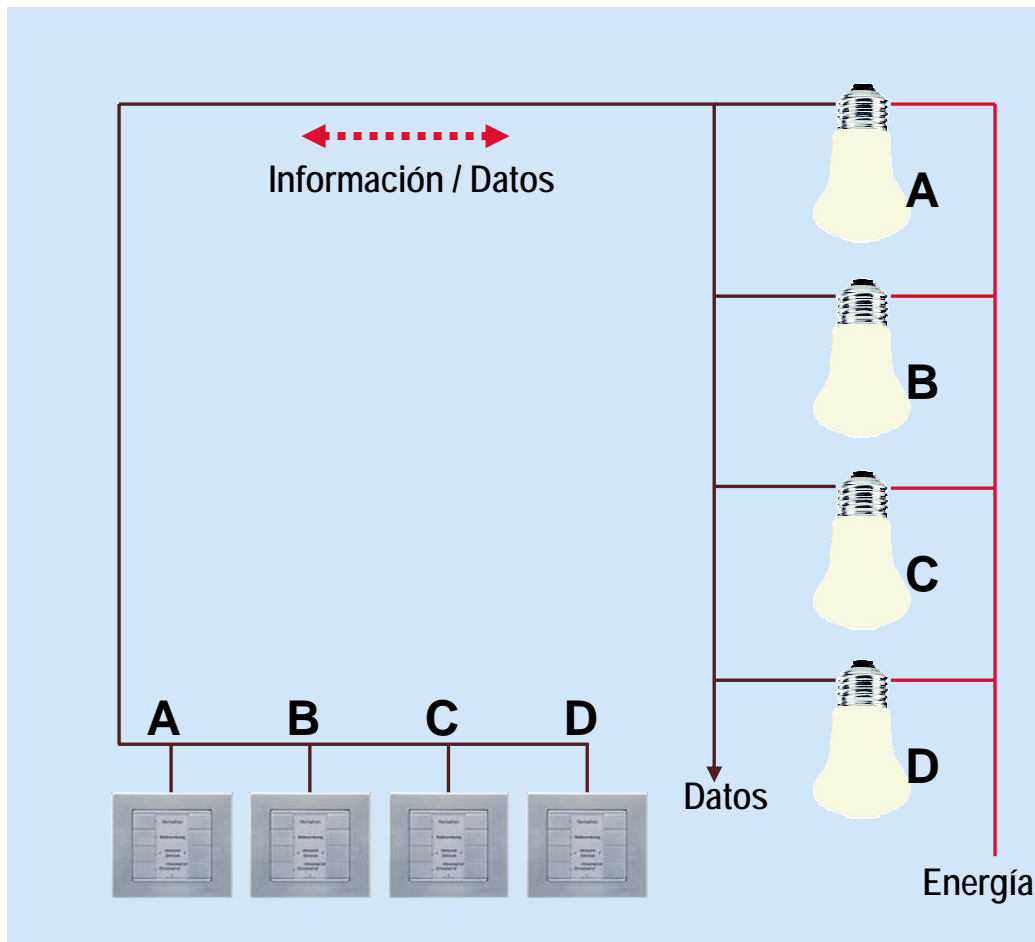 Información / Datos
A
B
C
D
A B C D
Datos
Energía